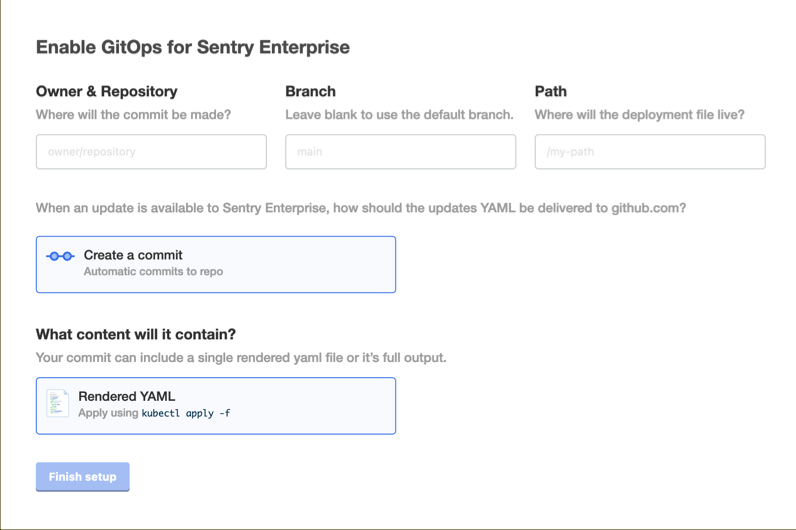 Enable GitOps for Sentry Enterprise
Owner & Repository
Where will the commit be made?
owner/repository
Branch
Leave blank to use the default branch.
main
Path
Where will the deployment file live?
/my-path
When an update is available to Sentry Enterprise, how should the updates YAML be delivered to github.com?
Create a commit
Automatic commits to repo
What content will it contain?
Your commit can include a single rendered yaml file or it's full output.
Rendered YAML
Apply using kubectl apply -f
Finish setup